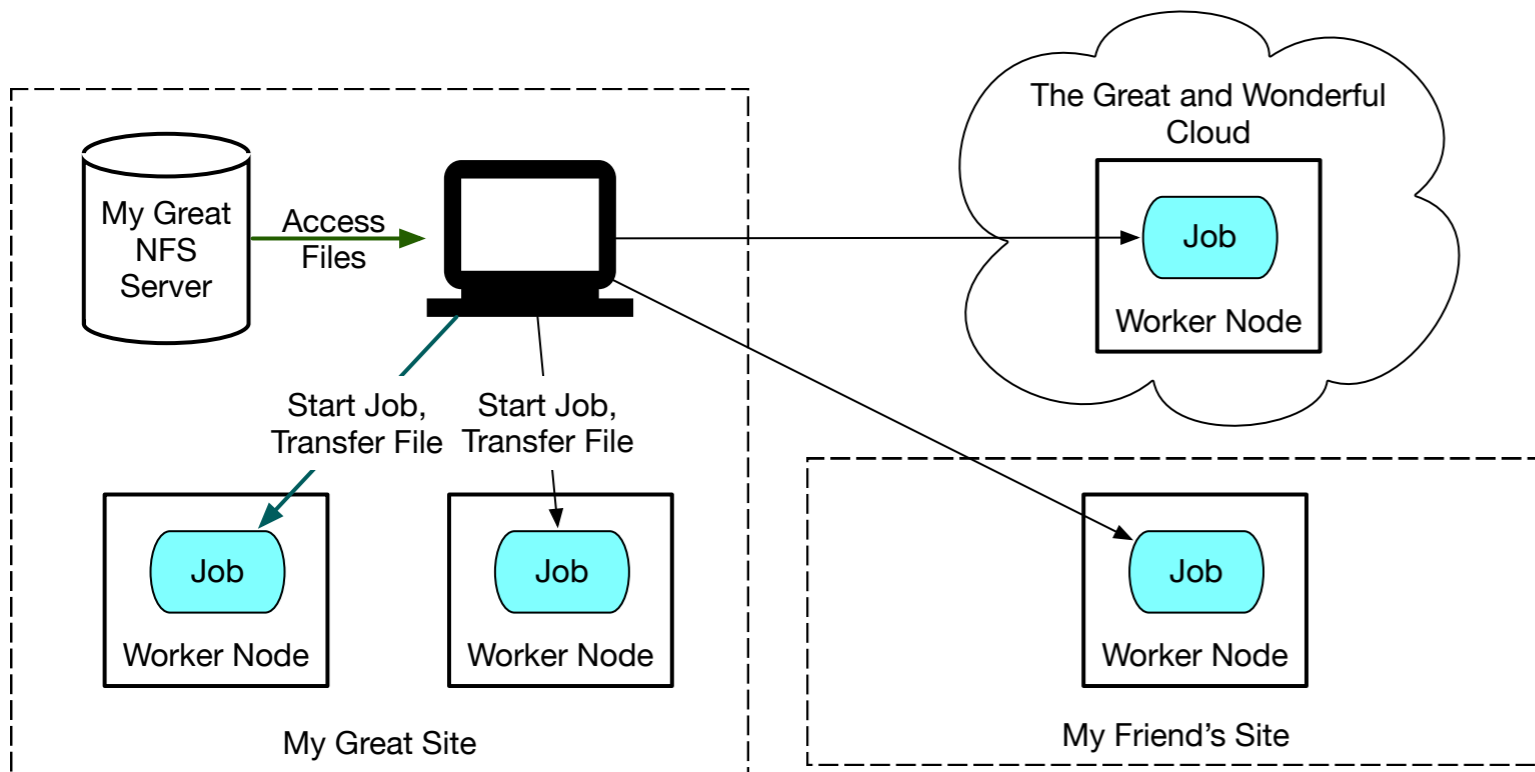 The Great and Wonderful
Cloud
My Great
NFS
Server
Access
Files
Job
Worker Node
Start Job,
Transfer File
Start Job,
Transfer File
Job
Worker Node
Job
Worker Node
My Great Site
Job
Worker Node
My Friend's Site